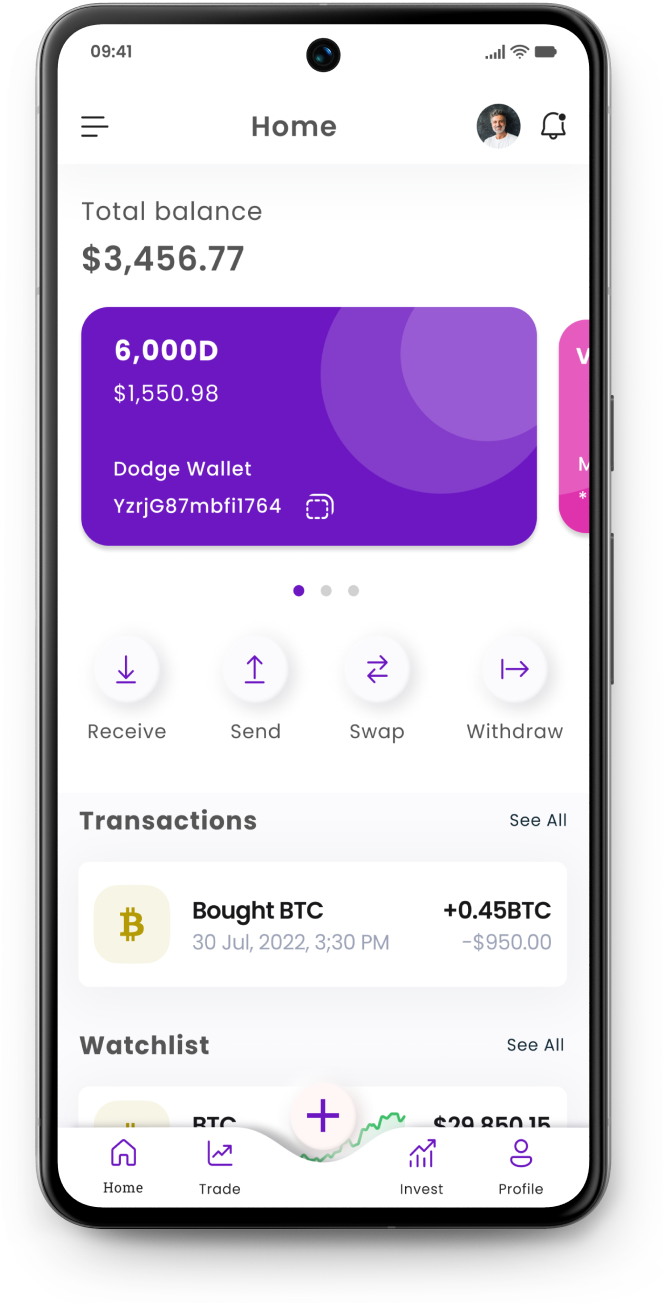 09:41
Home
Total balance
$3,456.77
6,000D
$1,550.98
Dodge Wallet
YzrjG87mbfi1764
V
M
*
Receive
Send
Swap
Withdraw
Transactions
See All
Bought BTC
+0.45BTC
30 Jul, 2022, 3;30 PM
-$950.00
Watchlist
See All
BTC
$29,850.15
Home
Trade
Invest
Profile